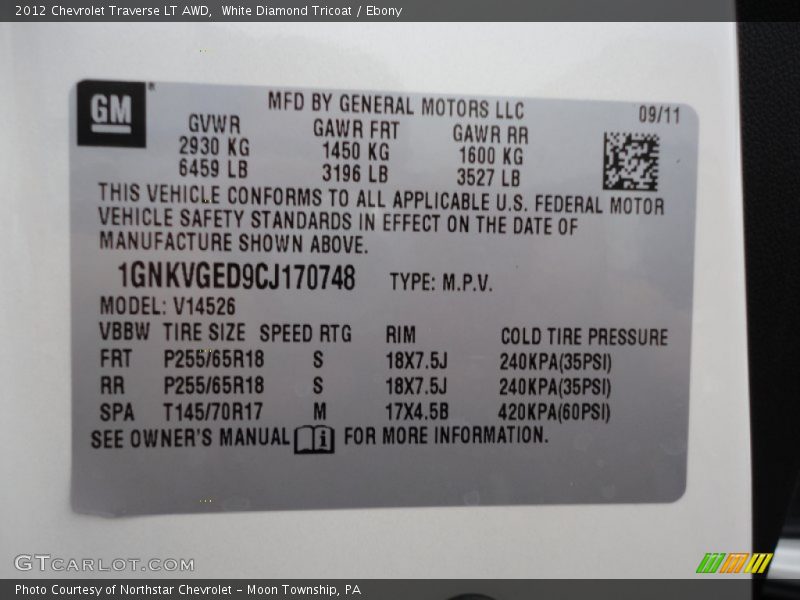 2012 Chevrolet Traverse LT AWD,  White Diamond Tricoat / Ebony
GM ®
MFD BY GENERAL MOTORS LLC
09/11
GVWR GAWR FRT GAWR RR
2930 KG 1450 KG 1600 KG
6459 LB 3196 LB 3527 LB
THIS VEHICLE CONFORMS TO ALL APPLICABLE U.S. FEDERAL MOTOR
VEHICLE SAFETY STANDARDS IN EFFECT ON THE DATE OF
MANUFACTURE SHOWN ABOVE.
1GNKVGED9CJ170748 TYPE: M.P.V.
MODEL: V14526
VBBW TIRE SIZE SPEED RTG RIM COLD TIRE PRESSURE
FRT P255/65R18 S 18X7.5J 240KPA(35PSI)
RR P255/65R18 S 18X7.5J 240KPA(35PSI)
SPA T145/70R17 M 17X4.5B 420KPA(60PSI)
SEE OWNER'S MANUAL FOR MORE INFORMATION.
GTCARLOT.COM
Photo Courtesy of Northstar Chevrolet - Moon Township, PA